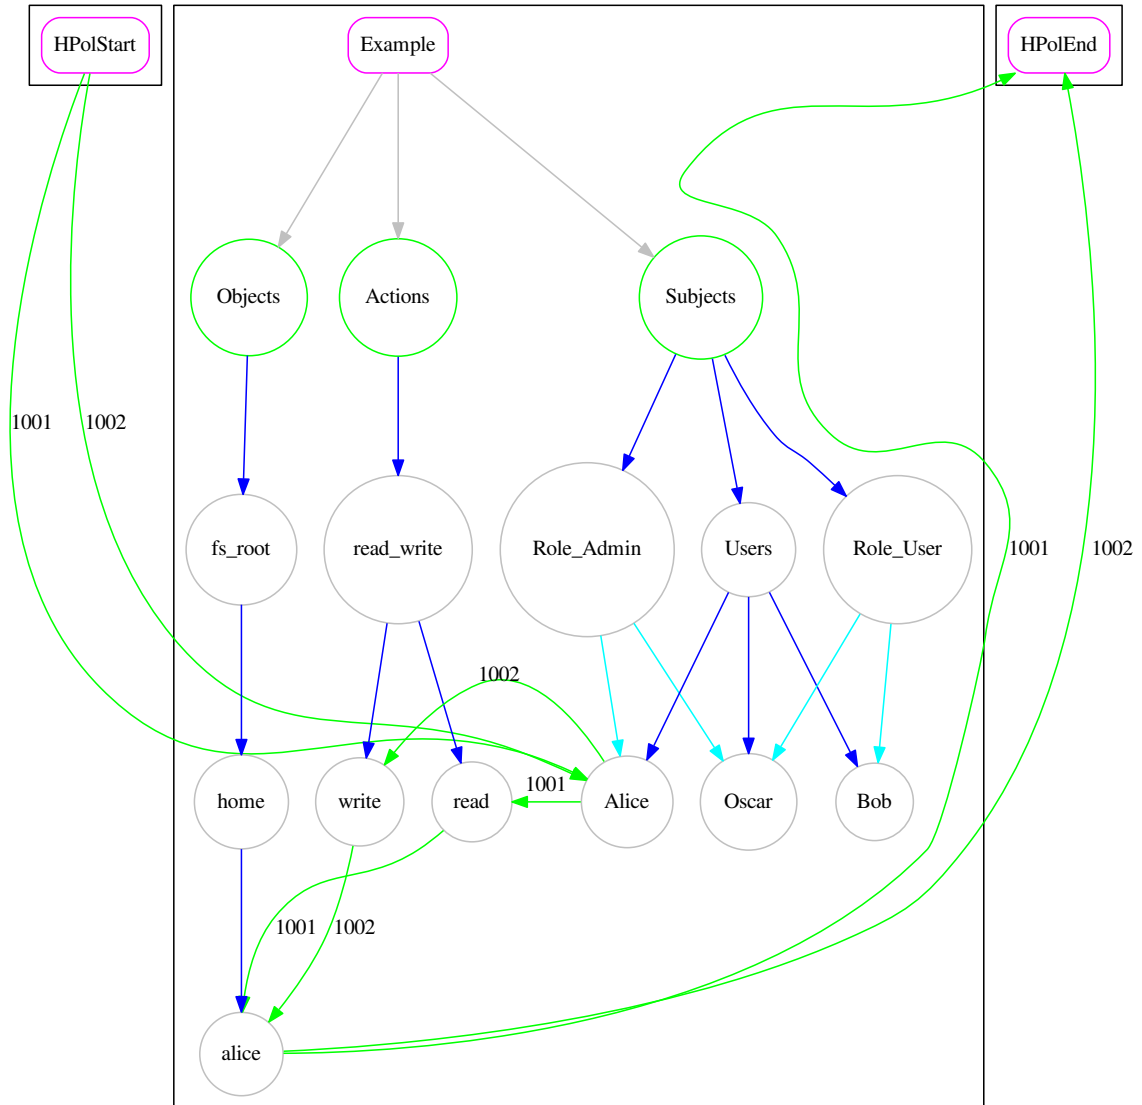 HPolStart
Example
HPolEnd
Objects
Actions
Subjects
1001
1002
fs_root
read_write
Role_Admin
Users
Role_User
1001
1002
1002
home
write
read
1001
Alice
Oscar
Bob
1001
1002
alice